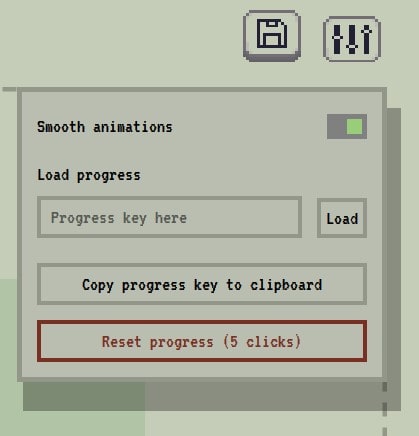 Smooth animations
Load progress
Progress key here
Load
Copy progress key to clipboard
Reset progress (5 clicks)